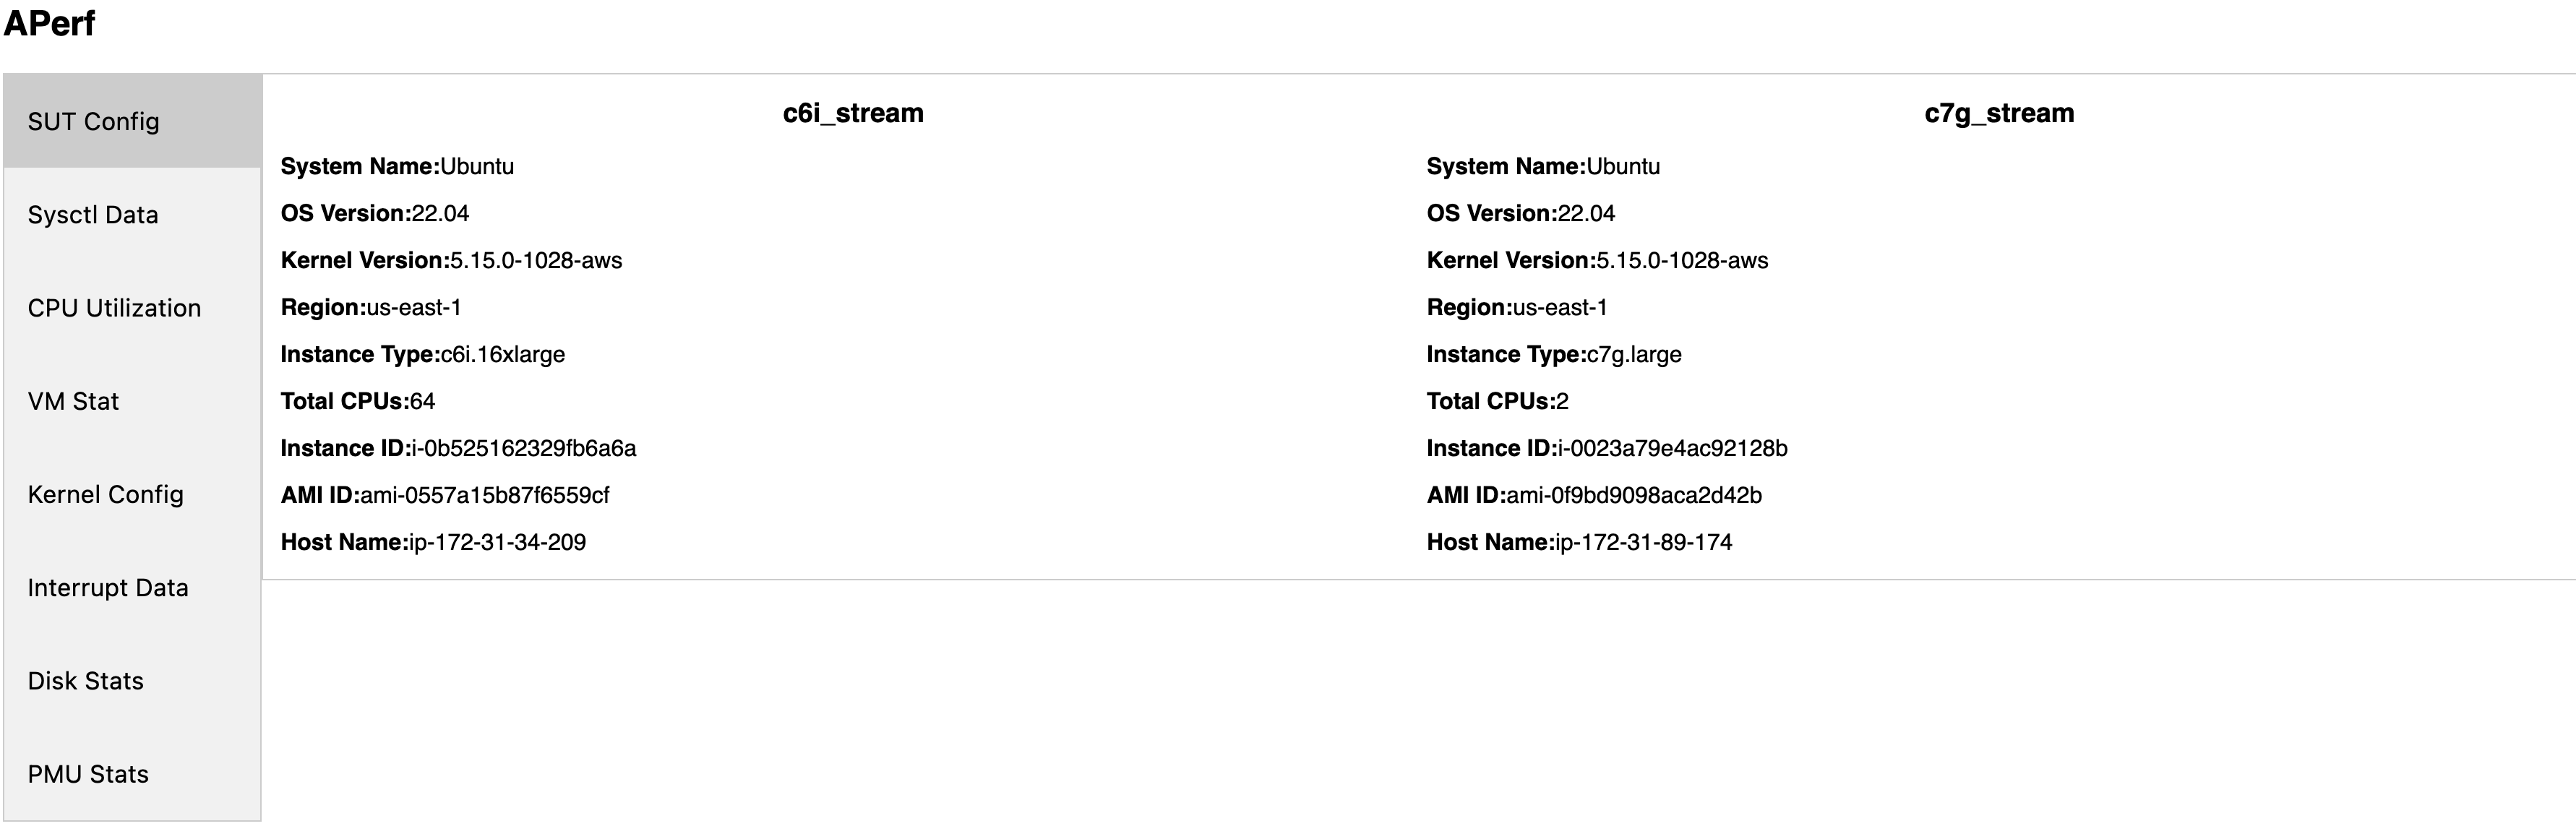 APerf
SUT Config
Sysctl Data
CPU Utilization
VM Stat
Kernel Config
Interrupt Data
Disk Stats
PMU Stats
c6i_stream
System Name:Ubuntu
OS Version:22.04
Kernel Version:5.15.0-1028-aws
Region:us-east-1
Instance Type:c6i.16xlarge
Total CPUs:64
Instance ID:i-0b525162329fb6a6a
AMI ID:ami-0557a15b87f6559cf
Host Name:ip-172-31-34-209
c7g_stream
System Name:Ubuntu
OS Version:22.04
Kernel Version:5.15.0-1028-aws
Region:us-east-1
Instance Type:c7g.large
Total CPUs:2
Instance ID:i-0023a79e4ac92128b
AMI ID:ami-0f9bd9098aca2d42b
Host Name:ip-172-31-89-174